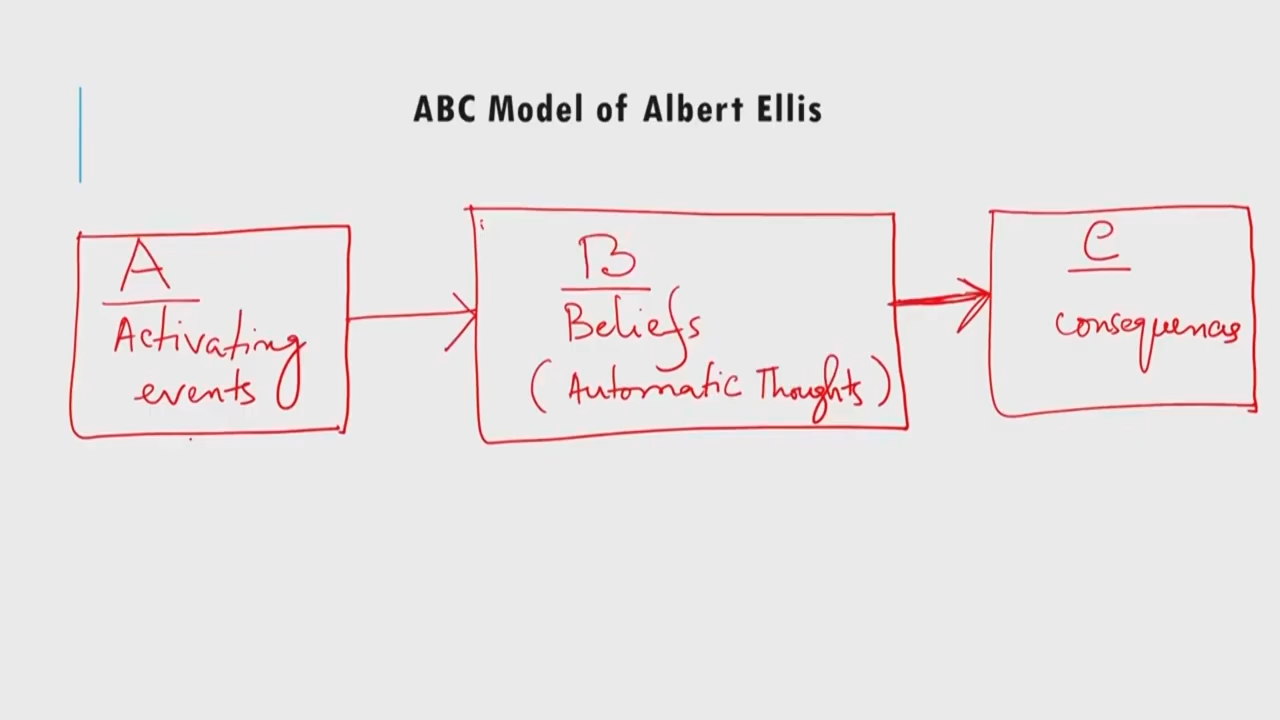 ABC Model of Albert Ellis
A
Activating
events
B
Beliefs
(Automatic Thoughts)
C
consequences